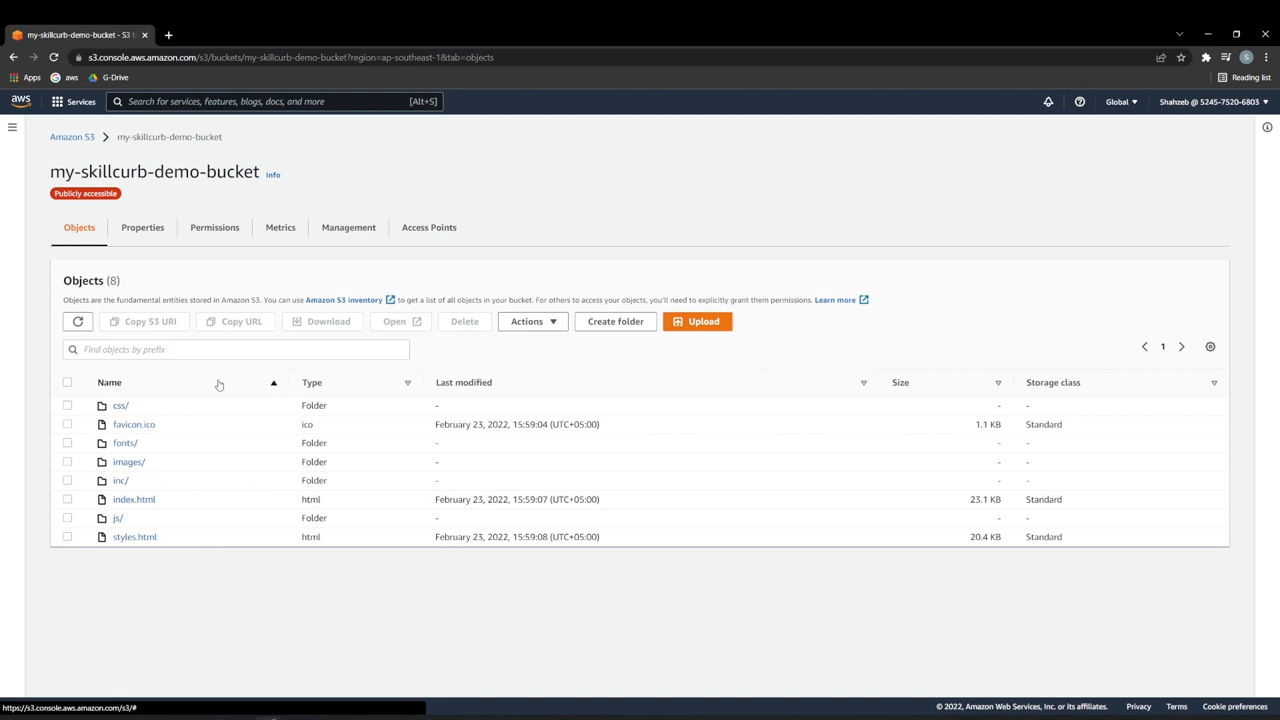 my-skillcurb-demo-bucket - S3 b
s3.console.aws.amazon.com/s3/buckets/my-skillcurb-demo-bucket?region=ap-southeast-1&tab=objects
Apps aws G-Drive Reading list
aws Services Search for services, features, blogs, docs, and more [Alt+S] Global Shahzeb @ 5245-7520-6803
Amazon S3 my-skillcurb-demo-bucket
my-skillcurb-demo-bucket Info
Publicly accessible
Objects Properties Permissions Metrics Management Access Points
Objects (8)
Objects are the fundamental entities stored in Amazon S3. You can use Amazon S3 inventory to get a list of all objects in your bucket. For others to access your objects, you'll need to explicitly grant them permissions. Learn more
Copy S3 URI Copy URL Download Open Delete Actions Create folder Upload
Find objects by prefix 1
Name Type Last modified Size Storage class
css/ Folder - - -
favicon.ico ico February 23, 2022, 15:59:04 (UTC+05:00) 1.1 KB Standard
fonts/ Folder - - -
images/ Folder - - -
inc/ Folder - - -
index.html html February 23, 2022, 15:59:07 (UTC+05:00) 23.1 KB Standard
js/ Folder - - -
styles.html html February 23, 2022, 15:59:08 (UTC+05:00) 20.4 KB Standard
https://s3.console.aws.amazon.com/s3/# © 2022, Amazon Web Services, Inc. or its affiliates. Privacy Terms Cookie preferences